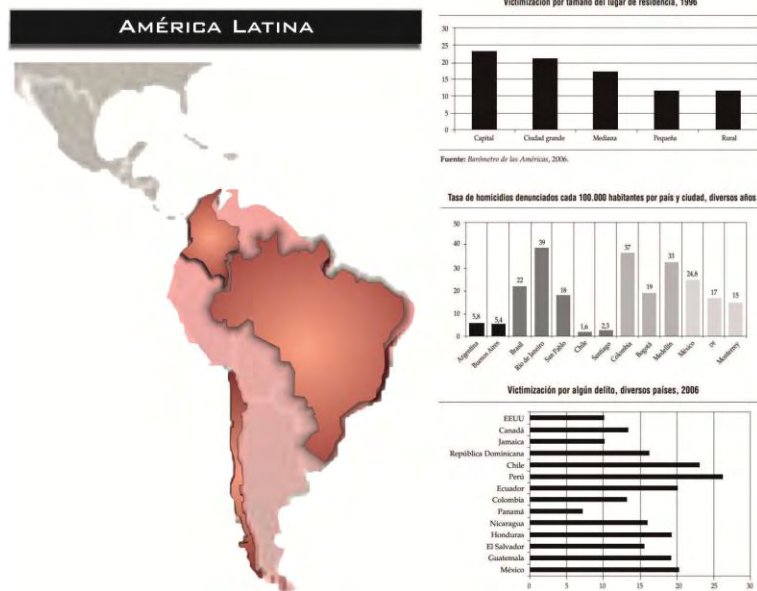 AMÉRICA LATINA
Victimización por tamaño del lugar de residencia, 1996
30
25
20
15
10
5
0
Capital Ciudad grande Mediana Pequeña Rural
Fuente: Barómetro de las Américas, 2006.
Tasa de homicidios denunciados cada 100.000 habitantes por país y ciudad, diversos años
50
40
30
20
10
0
5,8 5,4 22 39 18 1,6 2,5 37 19 33 24,8 17 15
Argentina Buenos Aires Brasil Río de Janeiro San Pablo Chile Santiago Colombia Bogotá Medellín México DF Monterrey
Victimización por algún delito, diversos países, 2006
EEUU
Canadá
Jamaica
República Dominicana
Chile
Perú
Ecuador
Colombia
Panamá
Nicaragua
Honduras
El Salvador
Guatemala
México
0 5 10 15 20 25 30